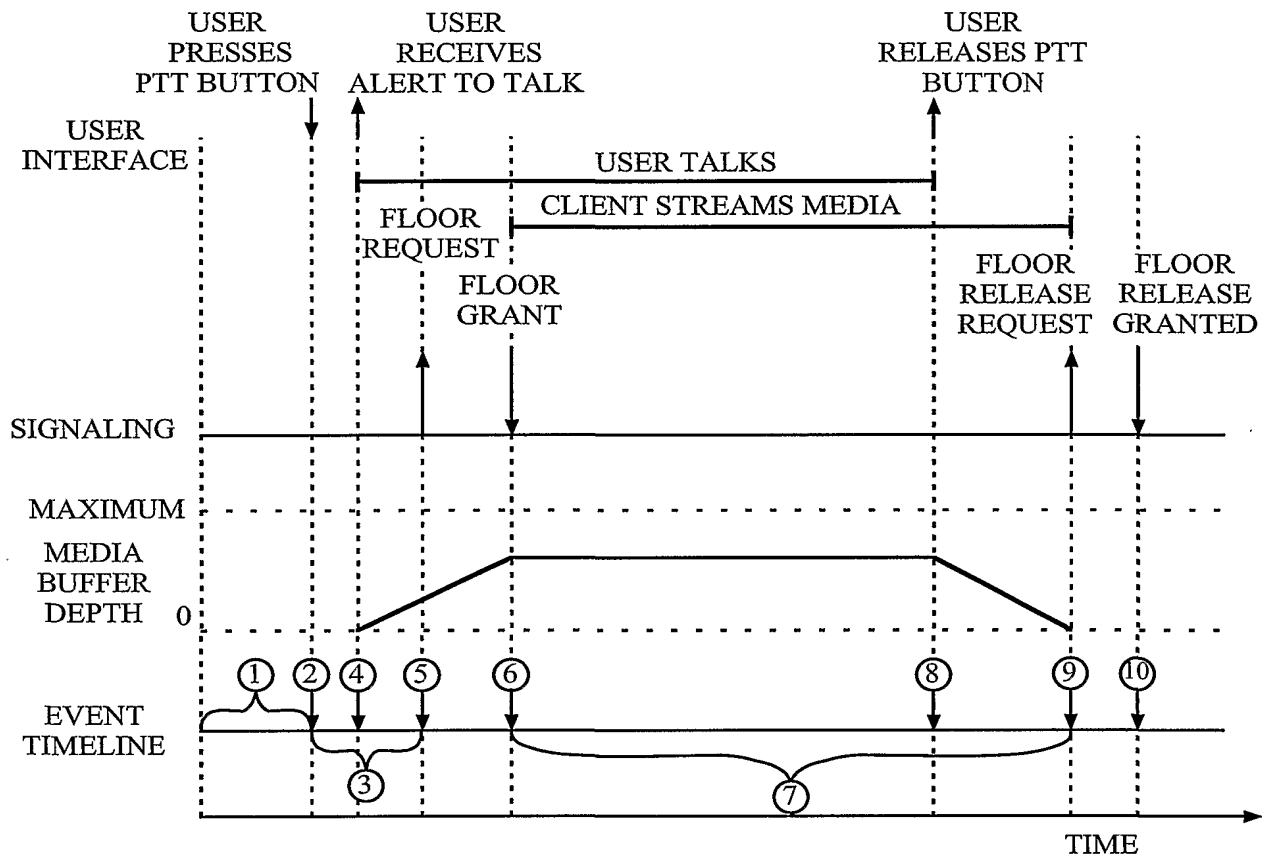 USER
PRESSES
PTT BUTTON
USER
RECEIVES
ALERT TO TALK
USER
RELEASES PTT
BUTTON
USER
INTERFACE
USER TALKS
CLIENT STREAMS MEDIA
FLOOR
REQUEST
FLOOR
GRANT
FLOOR
RELEASE
REQUEST
FLOOR
RELEASE
GRANTED
SIGNALING
MAXIMUM
MEDIA
BUFFER
DEPTH
0
1
2
4
5
6
8
9
10
EVENT
TIMELINE
3
7
TIME